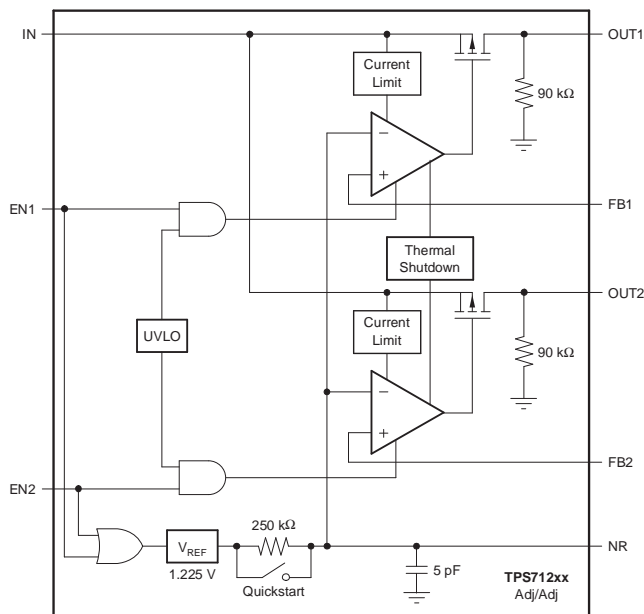 IN
OUT1
Current
Limit
90 kΩ
−
+
EN1
FB1
Thermal
Shutdown
OUT2
UVLO
Current
Limit
90 kΩ
−
+
FB2
EN2
250 kΩ
VREF
NR
1.225 V
Quickstart
5 pF
TPS712xx
Adj/Adj